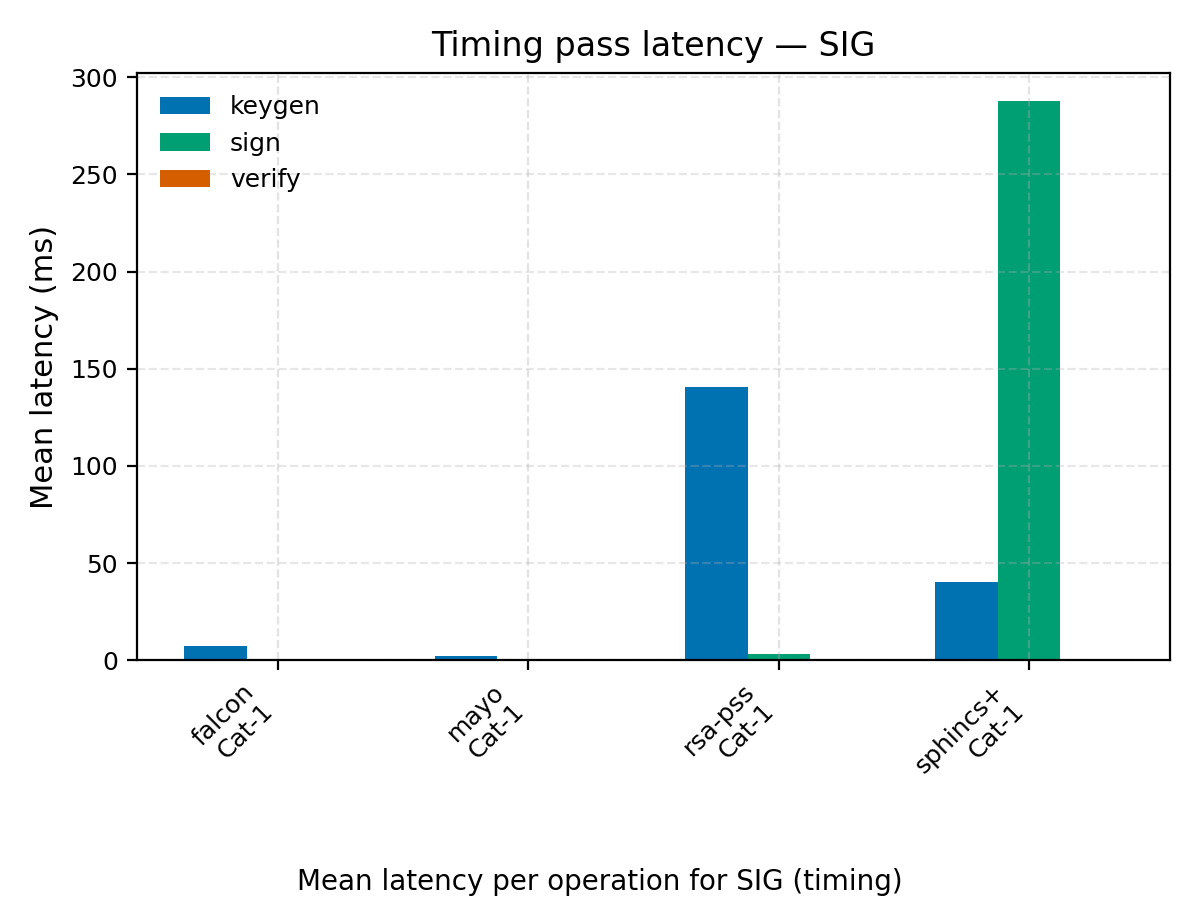 Timing pass latency — SIG
300
250
200
150
100
50
0
Mean latency (ms)
keygen
sign
verify
falcon
Cat-1
mayo
Cat-1
rsa-pss
Cat-1
sphincs+
Cat-1
Mean latency per operation for SIG (timing)